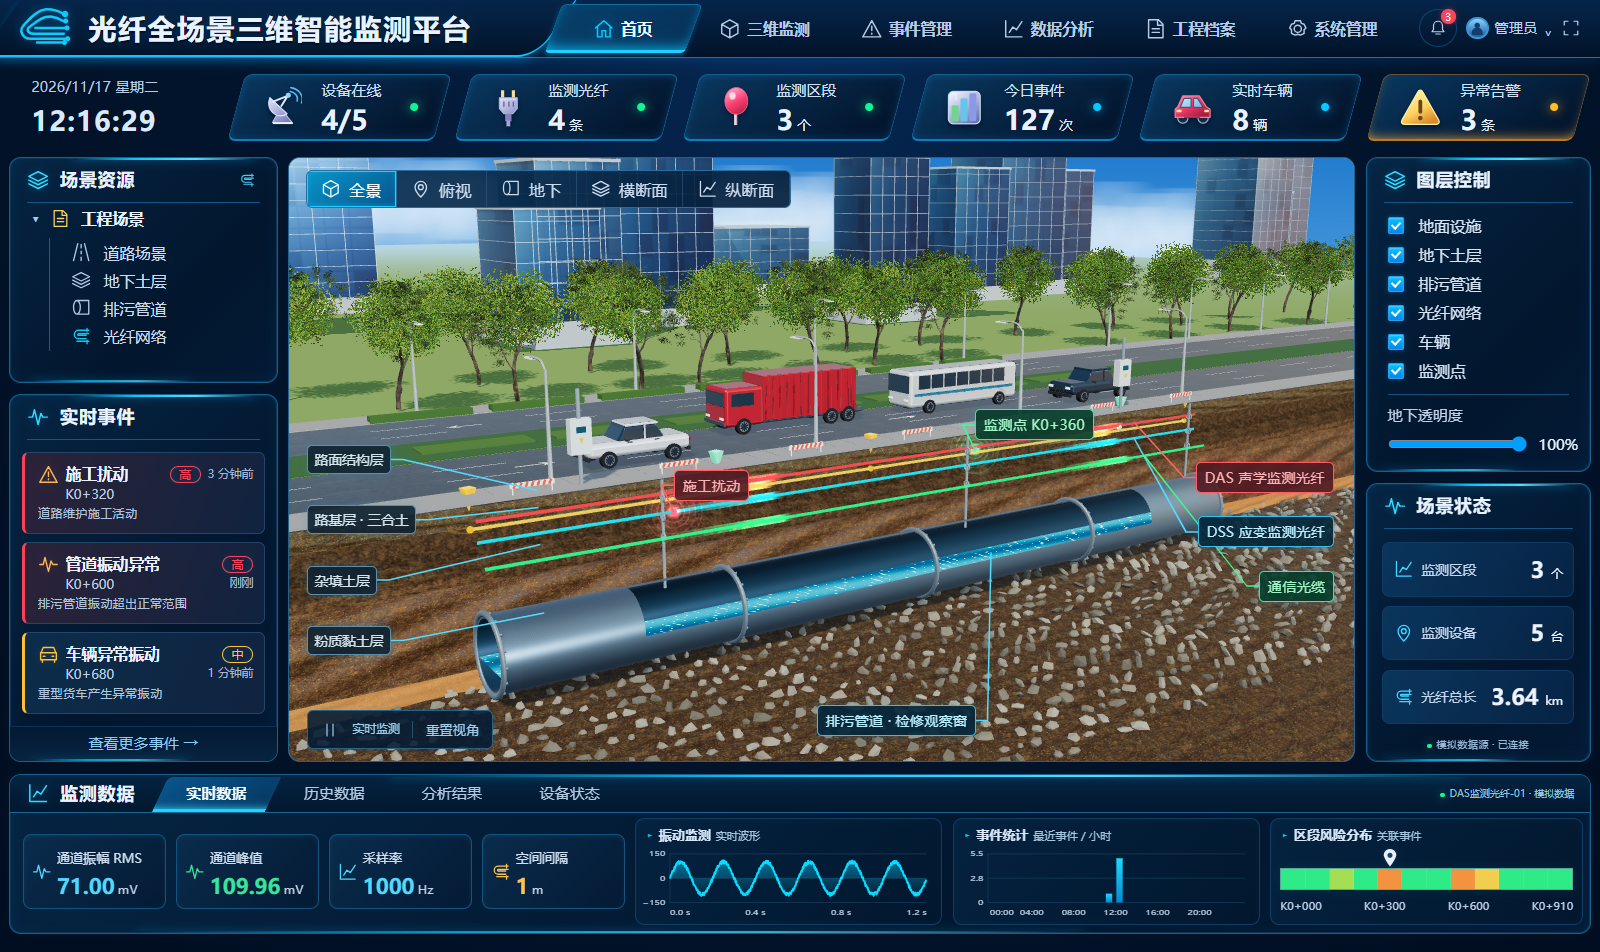 光纤全场景三维智能监测平台
首页
三维监测
事件管理
数据分析
工程档案
系统管理
3
管理员
2026/11/17 星期二
12:16:29
设备在线
4/5
监测光纤
4 条
监测区段
3 个
今日事件
127 次
实时车辆
8 辆
异常告警
3 条
场景资源
工程场景
道路场景
地下土层
排污管道
光纤网络
实时事件
施工扰动 高 3 分钟前
K0+320
道路维护施工活动
管道振动异常 高
K0+600 刚刚
排污管道振动超出正常范围
车辆异常振动 中
K0+680 1 分钟前
重型货车产生异常振动
查看更多事件 →
全景
俯视
地下
横断面
纵断面
监测点 K0+360
路面结构层
施工扰动
DAS 声学监测光纤
路基层 · 三合土
DSS 应变监测光纤
杂填土层
通信光缆
粉质黏土层
排污管道 · 检修观察窗
实时监测
重置视角
图层控制
地面设施
地下土层
排污管道
光纤网络
车辆
监测点
地下透明度
100%
场景状态
监测区段 3 个
监测设备 5 台
光纤总长 3.64 km
模拟数据源 · 已连接
监测数据
实时数据
历史数据
分析结果
设备状态
DAS监测光纤-01 · 模拟数据
通道振幅 RMS
71.00 mV
通道峰值
109.96 mV
采样率
1000 Hz
空间间隔
1 m
振动监测 实时波形
150
0
-150
0.0 s 0.4 s 0.8 s 1.2 s
事件统计 最近事件 / 小时
5.5
2.8
0
00:00 04:00 08:00 12:00 16:00 20:00
区段风险分布 关联事件
K0+000 K0+300 K0+600 K0+910